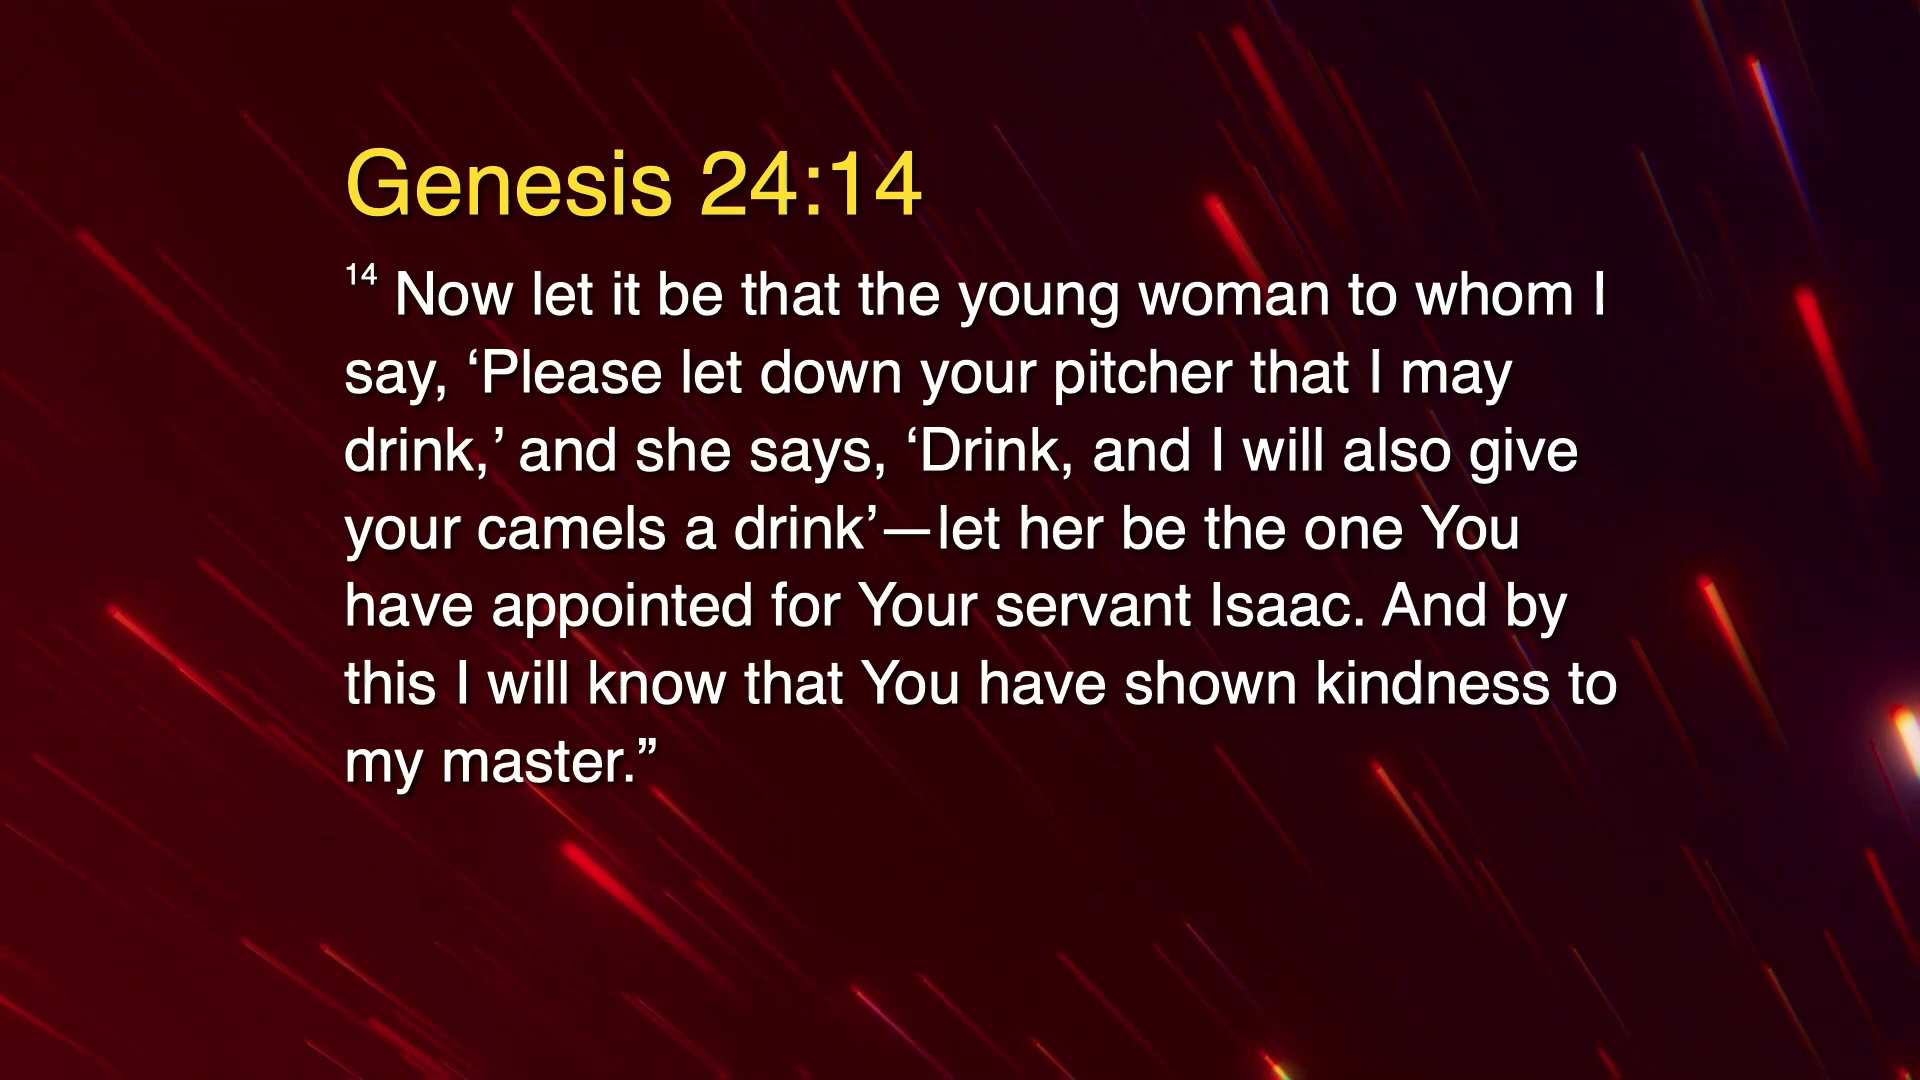 Genesis 24:14
14 Now let it be that the young woman to whom I
say, ‘Please let down your pitcher that I may
drink,’ and she says, ‘Drink, and I will also give
your camels a drink’—let her be the one You
have appointed for Your servant Isaac. And by
this I will know that You have shown kindness to
my master.”